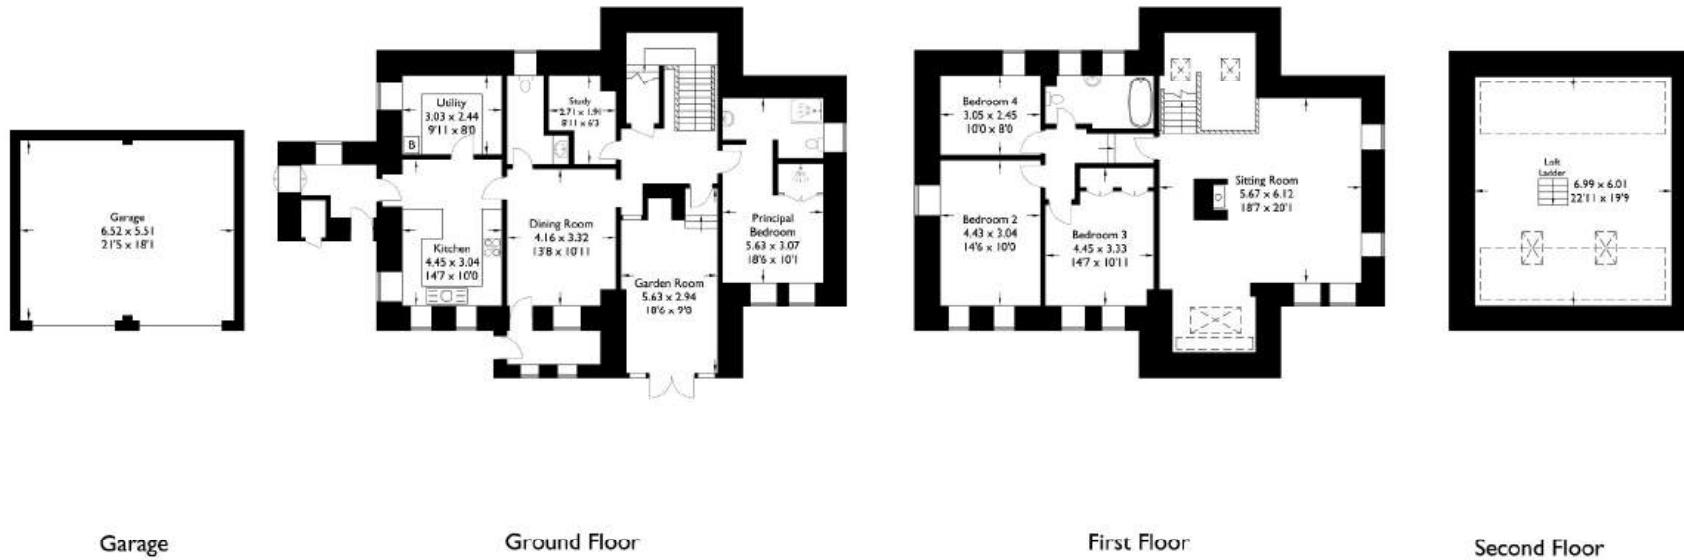 Garage
6.52 x 5.51
21'5 x 18'1
Utility
3.03 x 2.44
9'11 x 8'0
B
Study
2.71 x 1.91
8'11 x 6'3
Kitchen
4.45 x 3.04
14'7 x 10'0
Dining Room
4.16 x 3.32
13'8 x 10'11
Garden Room
5.63 x 2.94
18'6 x 9'8
Principal
Bedroom
5.63 x 3.07
18'6 x 10'1
Bedroom 4
3.05 x 2.45
10'0 x 8'0
Bedroom 2
4.43 x 3.04
14'6 x 10'0
Bedroom 3
4.45 x 3.33
14'7 x 10'11
Sitting Room
5.67 x 6.12
18'7 x 20'1
Loft
Ladder
6.99 x 6.01
22'11 x 19'9
Garage
Ground Floor
First Floor
Second Floor